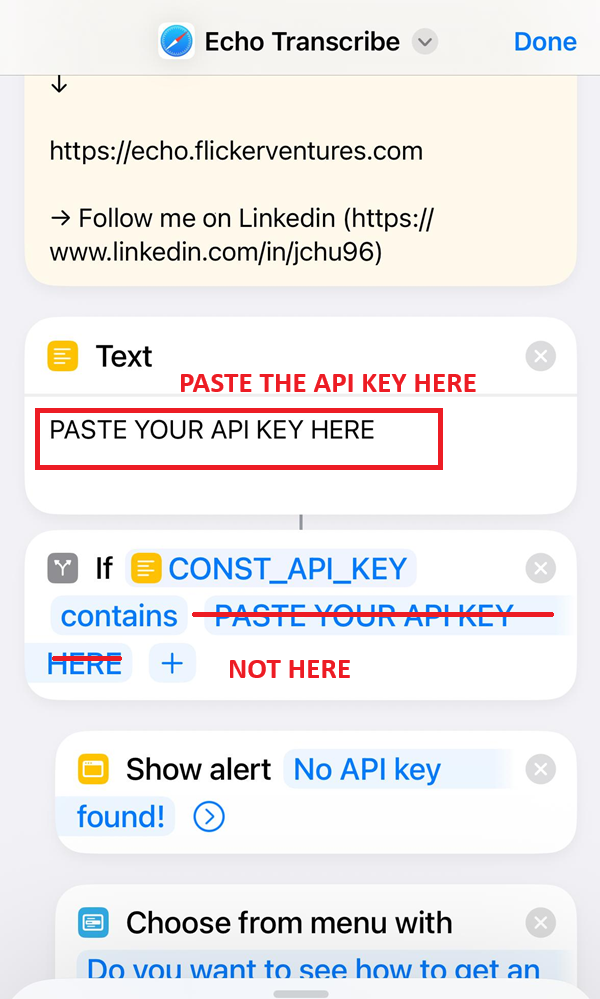 Echo Transcribe
Done
↓
https://echo.flickerventures.com
→ Follow me on Linkedin (https://
www.linkedin.com/in/jchu96)
Text
PASTE THE API KEY HERE
PASTE YOUR API KEY HERE
If CONST_API_KEY
contains PASTE YOUR API KEY
HERE +
NOT HERE
Show alert No API key
found!
Choose from menu with
Do you want to see how to get an